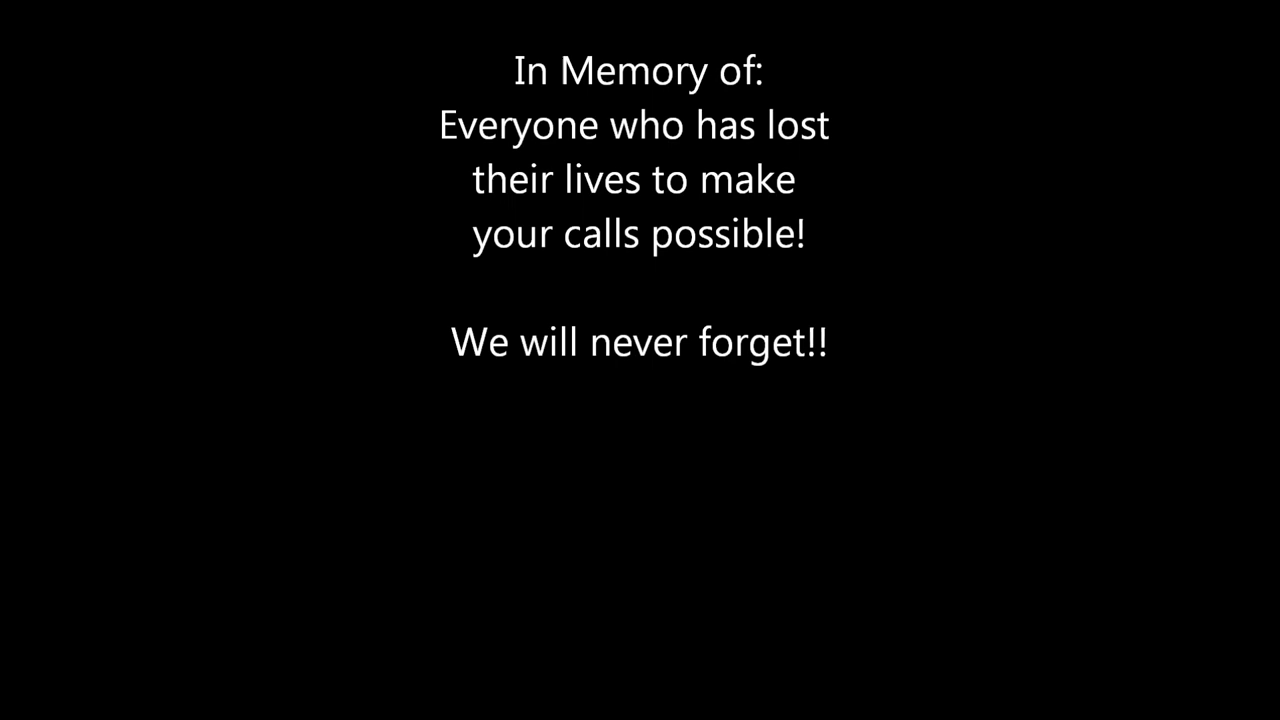 In Memory of:
Everyone who has lost
their lives to make
your calls possible!
We will never forget!!